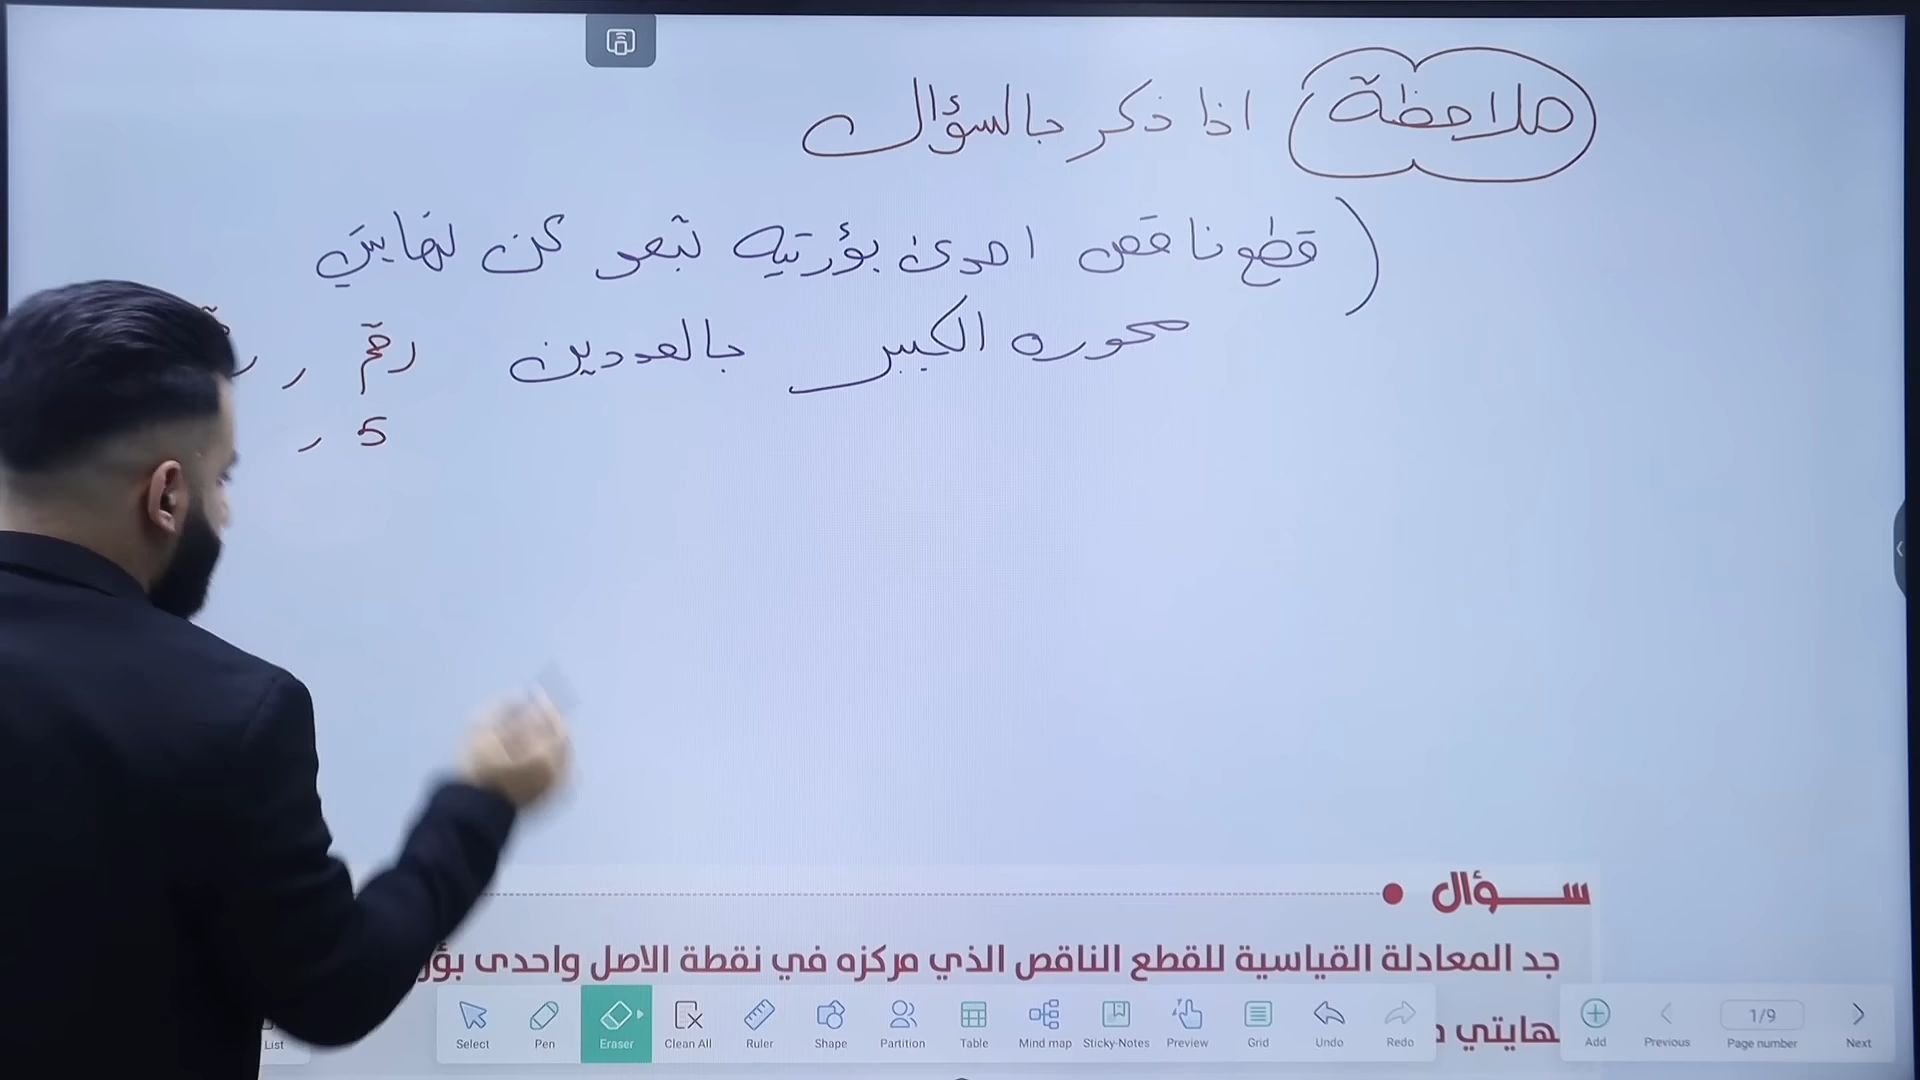 ملاحظة اذا ذكر بالسؤال
(قطع ناقص احدى بؤرتيه تبعد عن نهايتي
محوره الكبير بالعددين رقم ,
5 ,
ســـؤال
جد المعادلة القياسية للقطع الناقص الذي مركزه في نقطة الاصل واحدى
هايتي
List
Select
Pen
Eraser
Clean All
Ruler
Shape
Partition
Table
Mind map
Sticky-Notes
Preview
Grid
Undo
Redo
Add
Previous
1/9
Page number
Next